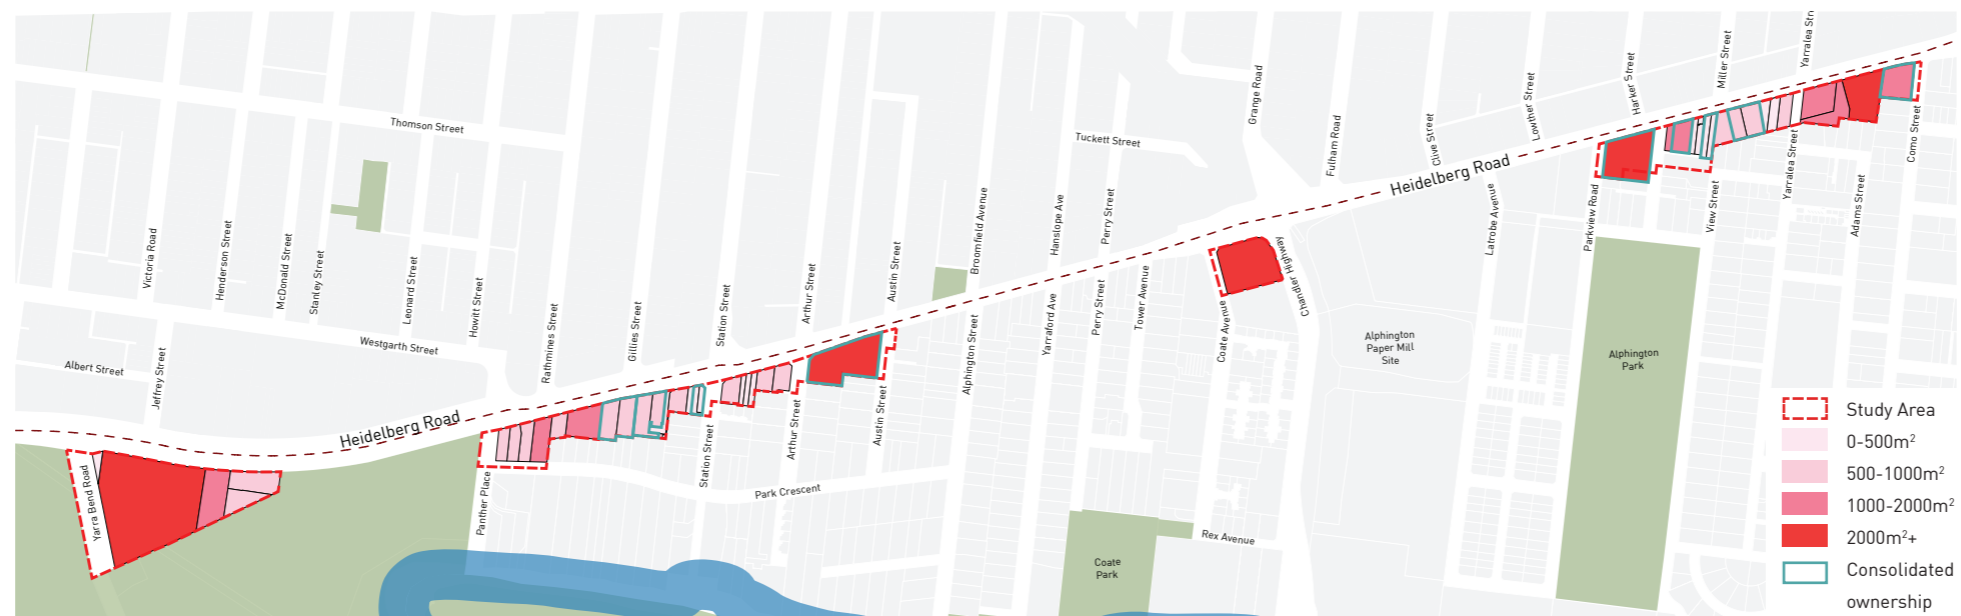 Thomson Street
Victoria Road
Henderson Street
McDonald Street
Stanley Street
Leonard Street
Howitt Street
Westgarth Street
Albert Street
Jeffrey Street
Rathmines Street
Gillies Street
Station Street
Arthur Street
Austin Street
Broomfield Avenue
Hanslope Ave
Perry Street
Tuckett Street
Grange Road
Fulham Road
Clive Street
Lowther Street
Harker Street
Miller Street
Yarralea Str
Heidelberg Road
Heidelberg Road
Yarra Bend Road
Panther Place
Station Street
Park Crescent
Arthur Street
Austin Street
Alphington Street
Yarraford Ave
Perry Street
Tower Avenue
Coate Avenue
Chandler Highway
Latrobe Avenue
Parkview Road
View Street
Yarralea Street
Adams Street
Como Street
Alphington
Paper Mill
Site
Alphington
Park
Coate
Park
Rex Avenue
Study Area
0-500m²
500-1000m²
1000-2000m²
2000m²+
Consolidated
ownership